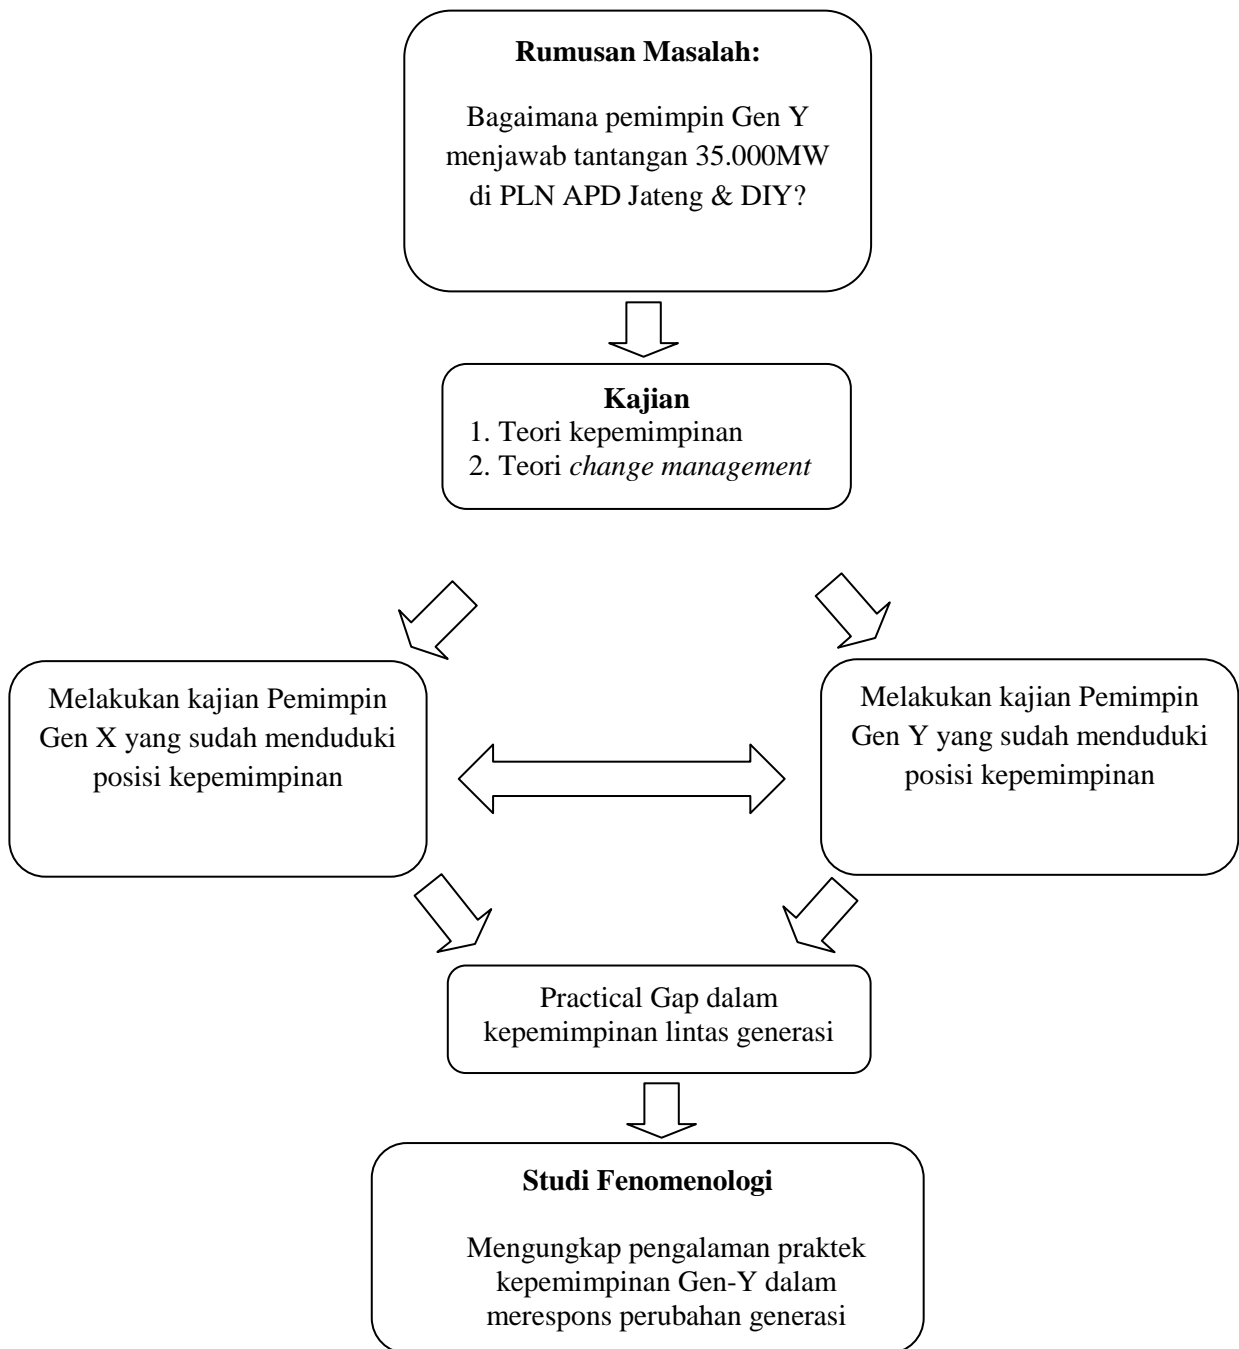 Rumusan Masalah:
Bagaimana pemimpin Gen Y
menjawab tantangan 35.000MW
di PLN APD Jateng & DIY?
Kajian
1. Teori kepemimpinan
2. Teori change management
Melakukan kajian Pemimpin
Gen X yang sudah menduduki
posisi kepemimpinan
Melakukan kajian Pemimpin
Gen Y yang sudah menduduki
posisi kepemimpinan
Practical Gap dalam
kepemimpinan lintas generasi
Studi Fenomenologi
Mengungkap pengalaman praktek
kepemimpinan Gen-Y dalam
merespons perubahan generasi